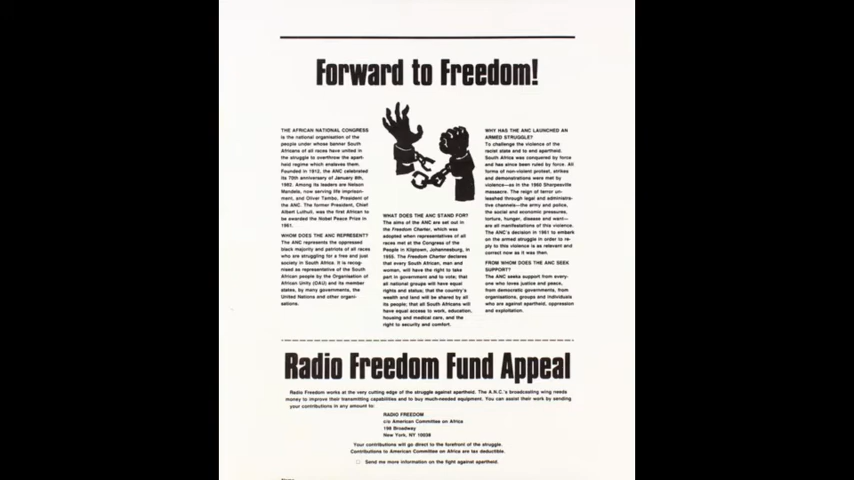 Forward to Freedom!
THE AFRICAN NATIONAL CONGRESS
is the national organisation of the
people under whose banner South
Africans of all races have united in
the struggle to overthrow the apart-
heid regime which enslaves them.
Founded in 1912, the ANC celebrated
its 70th anniversary of January 8th,
1982. Among its leaders are Nelson
Mandela, now serving life imprison-
ment, and Oliver Tambo, President of
the ANC. The former President, Chief
Albert Luthuli, was the first African to
be awarded the Nobel Peace Prize in
1961.
WHOM DOES THE ANC REPRESENT?
The ANC represents the oppressed
black majority and patriots of all races
who are struggling for a free and just
society in South Africa. It is recog-
nised as representative of the South
African people by the Organisation of
African Unity (OAU) and its member
states, by many governments, the
United Nations and other organi-
sations.
WHAT DOES THE ANC STAND FOR?
The aims of the ANC are set out in
the Freedom Charter, which was
adopted when representatives of all
races met at the Congress of the
People in Kliptown, Johannesburg, in
1955. The Freedom Charter declares
that every South African, man and
woman, will have the right to take
part in government and to vote; that
all national groups will have equal
rights and status; that the country's
wealth and land will be shared by all
its people; that all South Africans will
have equal access to work, education,
housing and medical care, and the
right to security and comfort.
WHY HAS THE ANC LAUNCHED AN
ARMED STRUGGLE?
To challenge the violence of the
racist state and to end apartheid.
South Africa was conquered by force
and has since been ruled by force. All
forms of non-violent protest, strikes
and demonstrations were met by
violence—as in the 1960 Sharpesville
massacre. The reign of terror un-
leashed through legal and administra-
tive channels—the army and police,
the social and economic pressures,
torture, hunger, disease and want—
are all manifestations of this violence.
The ANC's decision in 1961 to embark
on the armed struggle in order to re-
ply to this violence is as relevant and
correct now as it was then.
FROM WHOM DOES THE ANC SEEK
SUPPORT?
The ANC seeks support from every-
one who loves justice and peace,
from democratic governments, from
organisations, groups and individuals
who are against apartheid, oppression
and exploitation.
Radio Freedom Fund Appeal
Radio Freedom works at the very cutting edge of the struggle against apartheid. The A.N.C.'s broadcasting wing needs
money to improve their transmitting capabilities and to buy much-needed equipment. You can assist their work by sending
your contributions in any amount to:
RADIO FREEDOM
c/o American Committee on Africa
198 Broadway
New York, NY 10038
Your contributions will go direct to the forefront of the struggle.
Contributions to American Committee on Africa are tax deductible.
Send me more information on the fight against apartheid.